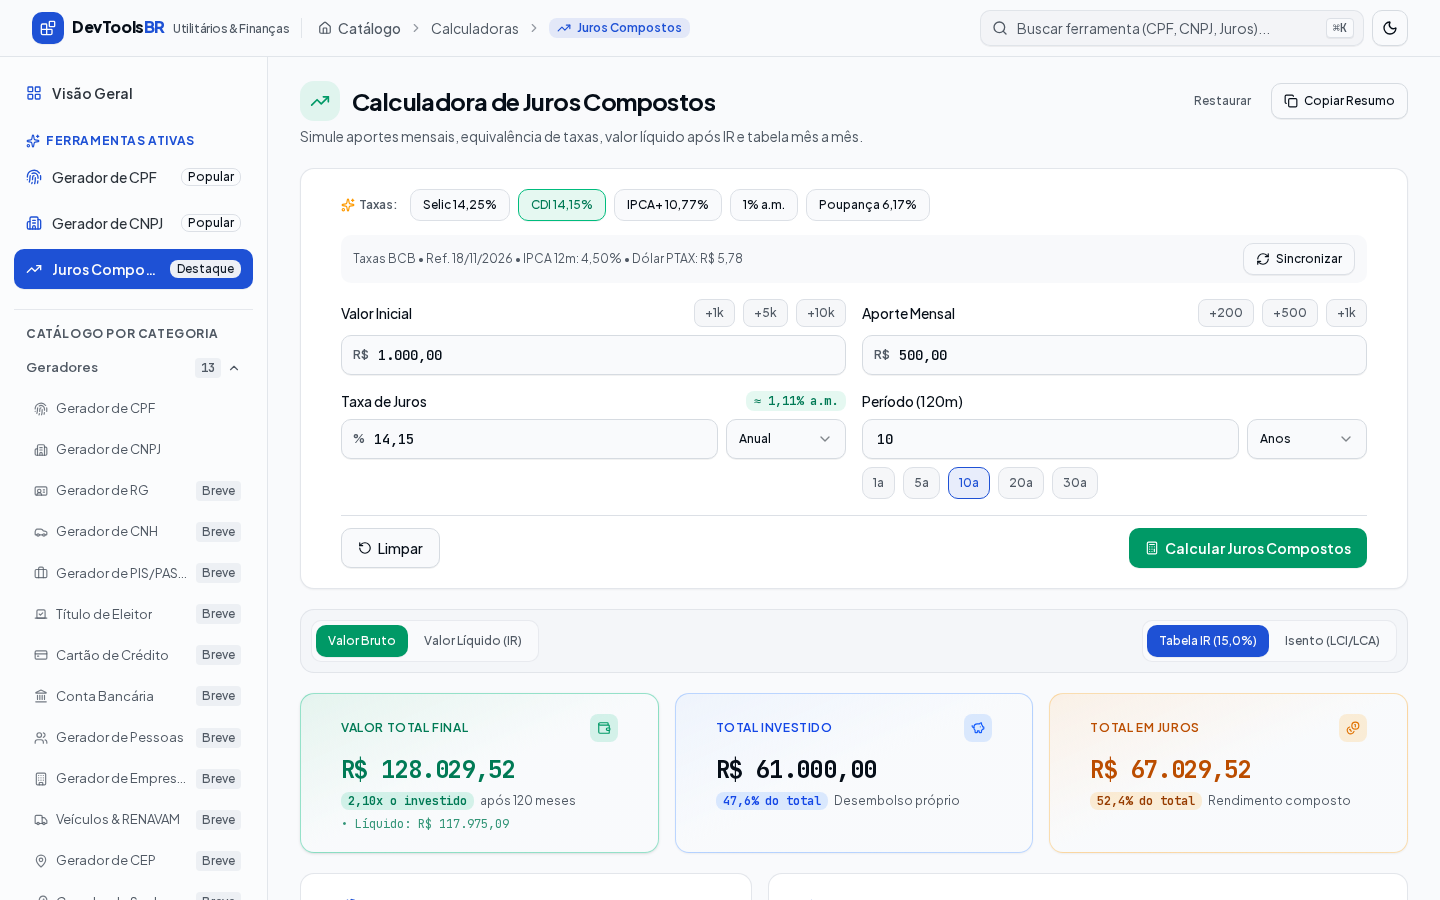 DevToolsBR Utilitários & Finanças
Catálogo
Calculadoras
Juros Compostos
Buscar ferramenta (CPF, CNPJ, Juros)...
⌘K
Visão Geral
FERRAMENTAS ATIVAS
Gerador de CPF Popular
Gerador de CNPJ Popular
Juros Compo... Destaque
CATÁLOGO POR CATEGORIA
Geradores 13
Gerador de CPF
Gerador de CNPJ
Gerador de RG Breve
Gerador de CNH Breve
Gerador de PIS/PAS... Breve
Título de Eleitor Breve
Cartão de Crédito Breve
Conta Bancária Breve
Gerador de Pessoas Breve
Gerador de Empres... Breve
Veículos & RENAVAM Breve
Gerador de CEP Breve
Calculadora de Juros Compostos
Restaurar
Copiar Resumo
Simule aportes mensais, equivalência de taxas, valor líquido após IR e tabela mês a mês.
Taxas:
Selic 14,25%
CDI 14,15%
IPCA+ 10,77%
1% a.m.
Poupança 6,17%
Taxas BCB • Ref. 18/11/2026 • IPCA 12m: 4,50% • Dólar PTAX: R$ 5,78
Sincronizar
Valor Inicial
+1k
+5k
+10k
R$ 1.000,00
Aporte Mensal
+200
+500
+1k
R$ 500,00
Taxa de Juros
≈ 1,11% a.m.
% 14,15
Anual
Período (120m)
10
Anos
1a
5a
10a
20a
30a
Limpar
Calcular Juros Compostos
Valor Bruto
Valor Líquido (IR)
Tabela IR (15,0%)
Isento (LCI/LCA)
VALOR TOTAL FINAL
R$ 128.029,52
2,10x o investido após 120 meses
• Líquido: R$ 117.975,09
TOTAL INVESTIDO
R$ 61.000,00
47,6% do total Desembolso próprio
TOTAL EM JUROS
R$ 67.029,52
52,4% do total Rendimento composto